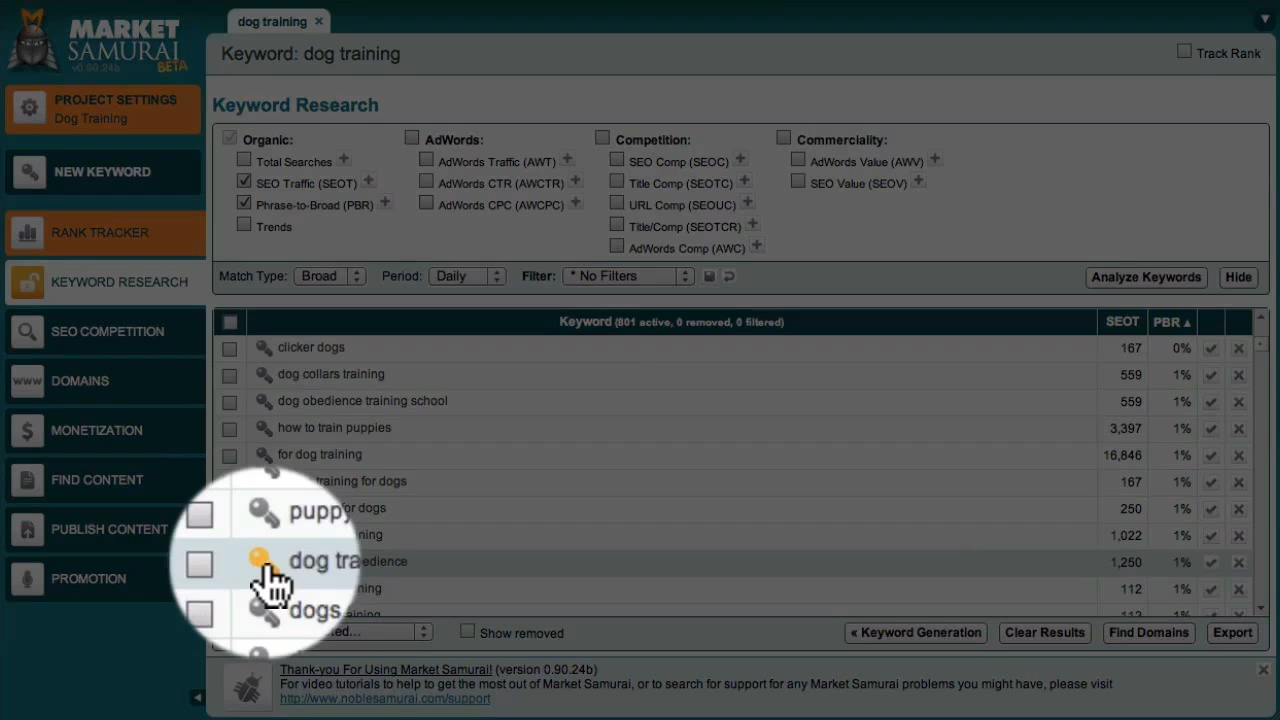 MARKET
SAMURAI
v0.90.24b BETA
dog training
Keyword: dog training
Track Rank
PROJECT SETTINGS
Dog Training
NEW KEYWORD
RANK TRACKER
KEYWORD RESEARCH
SEO COMPETITION
www DOMAINS
$ MONETIZATION
FIND CONTENT
PUBLISH CONTENT
PROMOTION
Keyword Research
Organic: AdWords: Competition: Commerciality:
Total Searches + AdWords Traffic (AWT) + SEO Comp (SEOC) + AdWords Value (AWV) +
SEO Traffic (SEOT) + AdWords CTR (AWCTR) + Title Comp (SEOTC) + SEO Value (SEOV) +
Phrase-to-Broad (PBR) + AdWords CPC (AWCPC) + URL Comp (SEOUC) +
Trends Title/Comp (SEOTCR) +
AdWords Comp (AWC) +
Match Type: Broad Period: Daily Filter: * No Filters Analyze Keywords Hide
Keyword (801 active, 0 removed, 0 filtered) SEOT PBR
clicker dogs 167 0%
dog collars training 559 1%
dog obedience training school 559 1%
how to train puppies 3,397 1%
for dog training 16,846 1%
training for dogs 167 1%
puppy for dogs 250 1%
1,022 1%
dog tra edience 1,250 1%
112 1%
dogs 112 1%
Show removed « Keyword Generation Clear Results Find Domains Export
Thank-you For Using Market Samurai! (version 0.90.24b)
For video tutorials to help to get the most out of Market Samurai, or to search for support for any Market Samurai problems you might have, please visit
http://www.noblesamurai.com/support